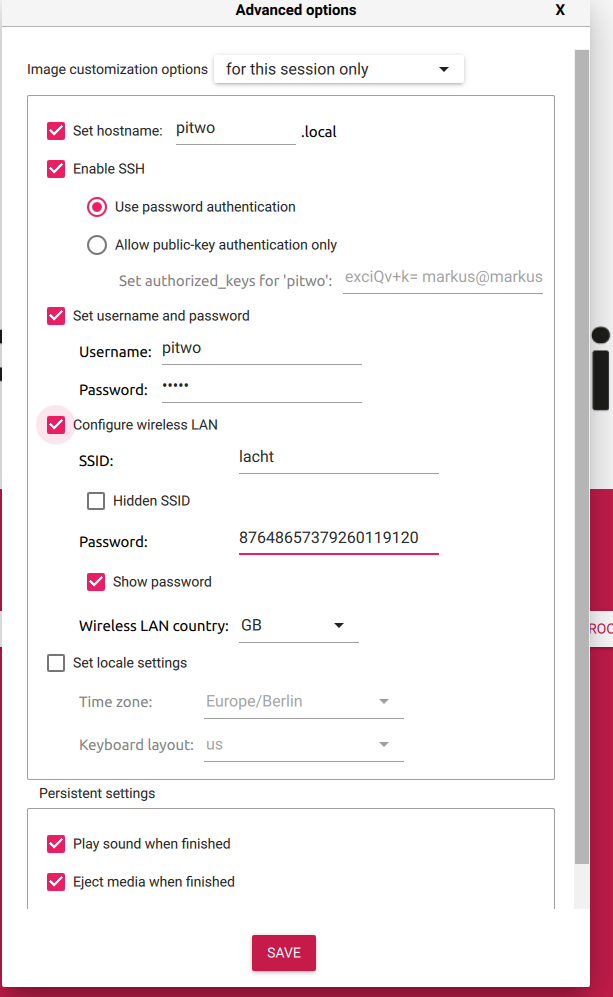 Advanced options X
Image customization options for this session only
Set hostname: pitwo .local
Enable SSH
Use password authentication
Allow public-key authentication only
Set authorized_keys for 'pitwo': exciQv+k= markus@markus
Set username and password
Username: pitwo
Password: •••••
Configure wireless LAN
SSID: lacht
Hidden SSID
Password: 87648657379260119120
Show password
Wireless LAN country: GB
ROO
Set locale settings
Time zone: Europe/Berlin
Keyboard layout: us
Persistent settings
Play sound when finished
Eject media when finished
SAVE